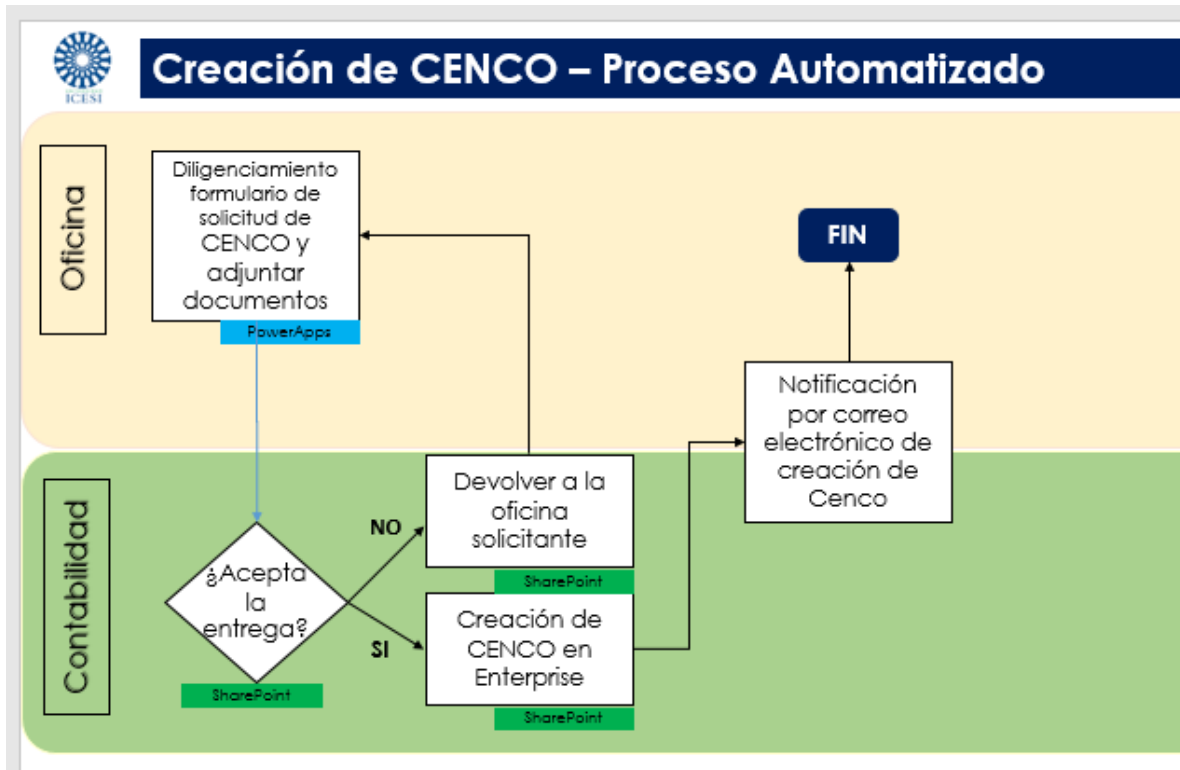 Creación de CENCO – Proceso Automatizado
ICESI
Oficina
Diligenciamiento
formulario de
solicitud de
CENCO y
adjuntar
documentos
PowerApps
FIN
Notificación
por correo
electrónico de
creación de
Cenco
Contabilidad
¿Acepta
la
entrega?
SharePoint
NO
Devolver a la
oficina
solicitante
SharePoint
SI
Creación de
CENCO en
Enterprise
SharePoint